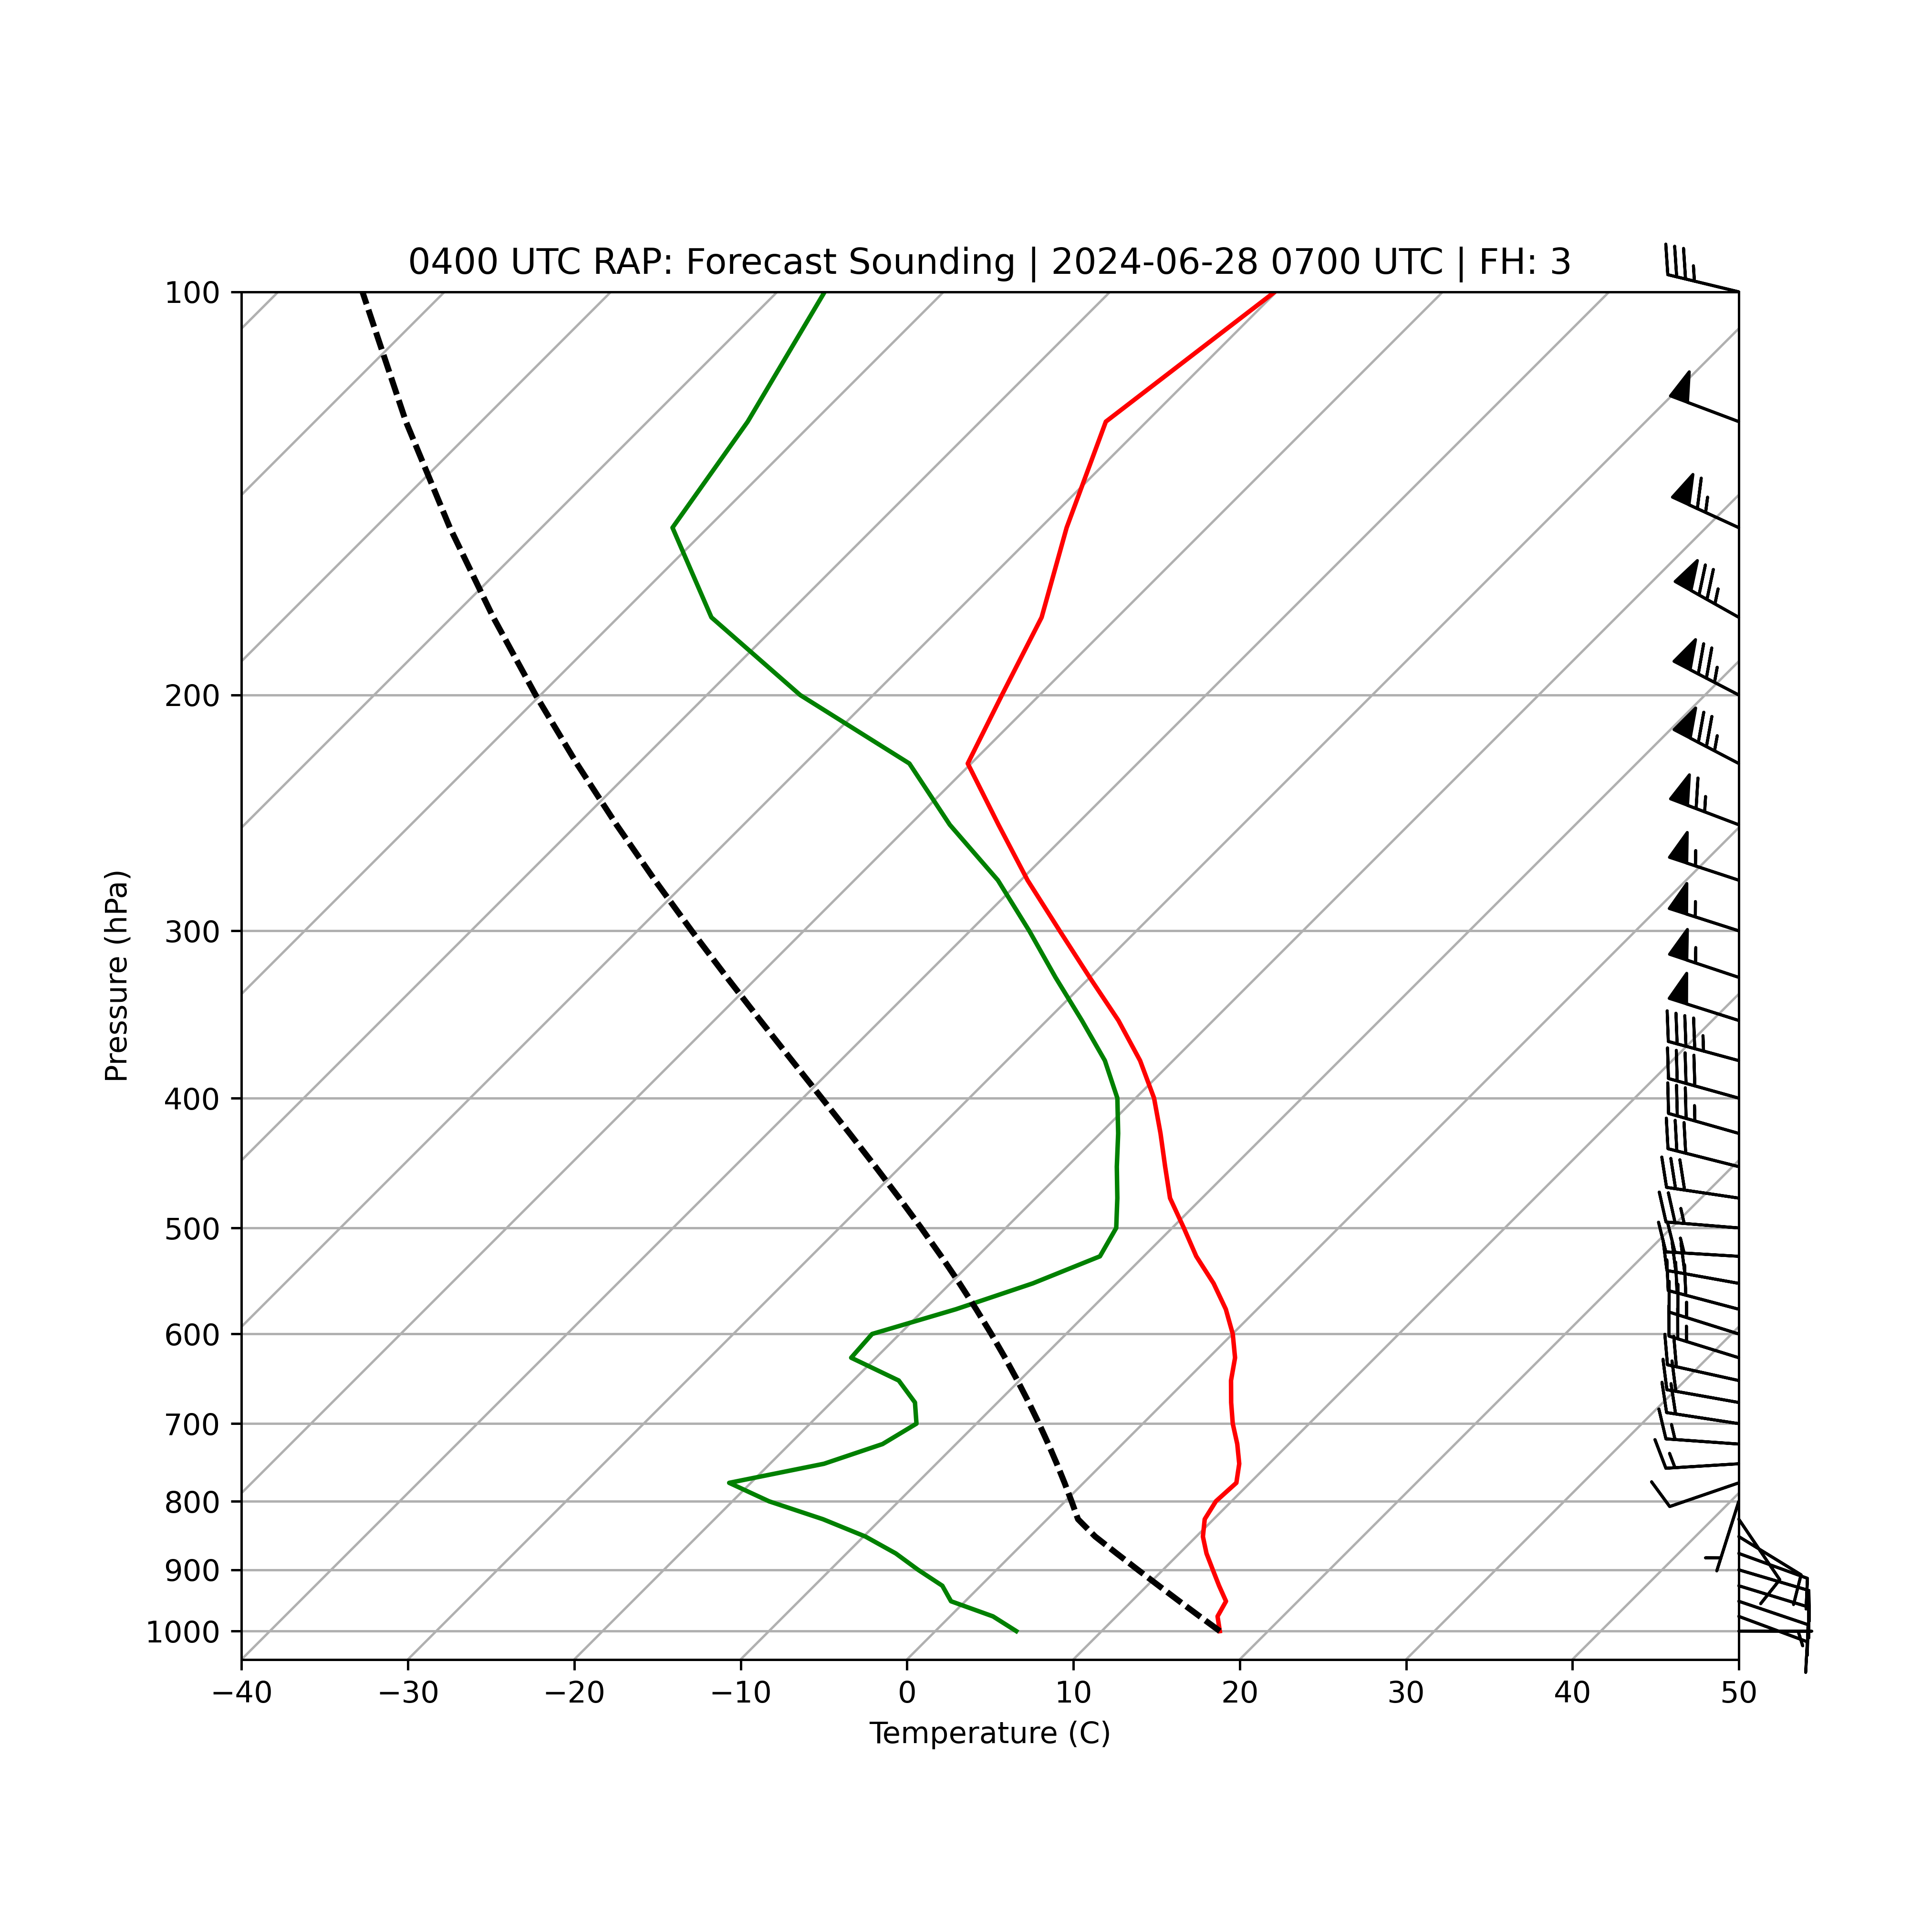 0400 UTC RAP: Forecast Sounding | 2024-06-28 0700 UTC | FH: 3
100
200
300
400
500
600
700
800
900
1000
Pressure (hPa)
−40 −30 −20 −10 0 10 20 30 40 50
Temperature (C)